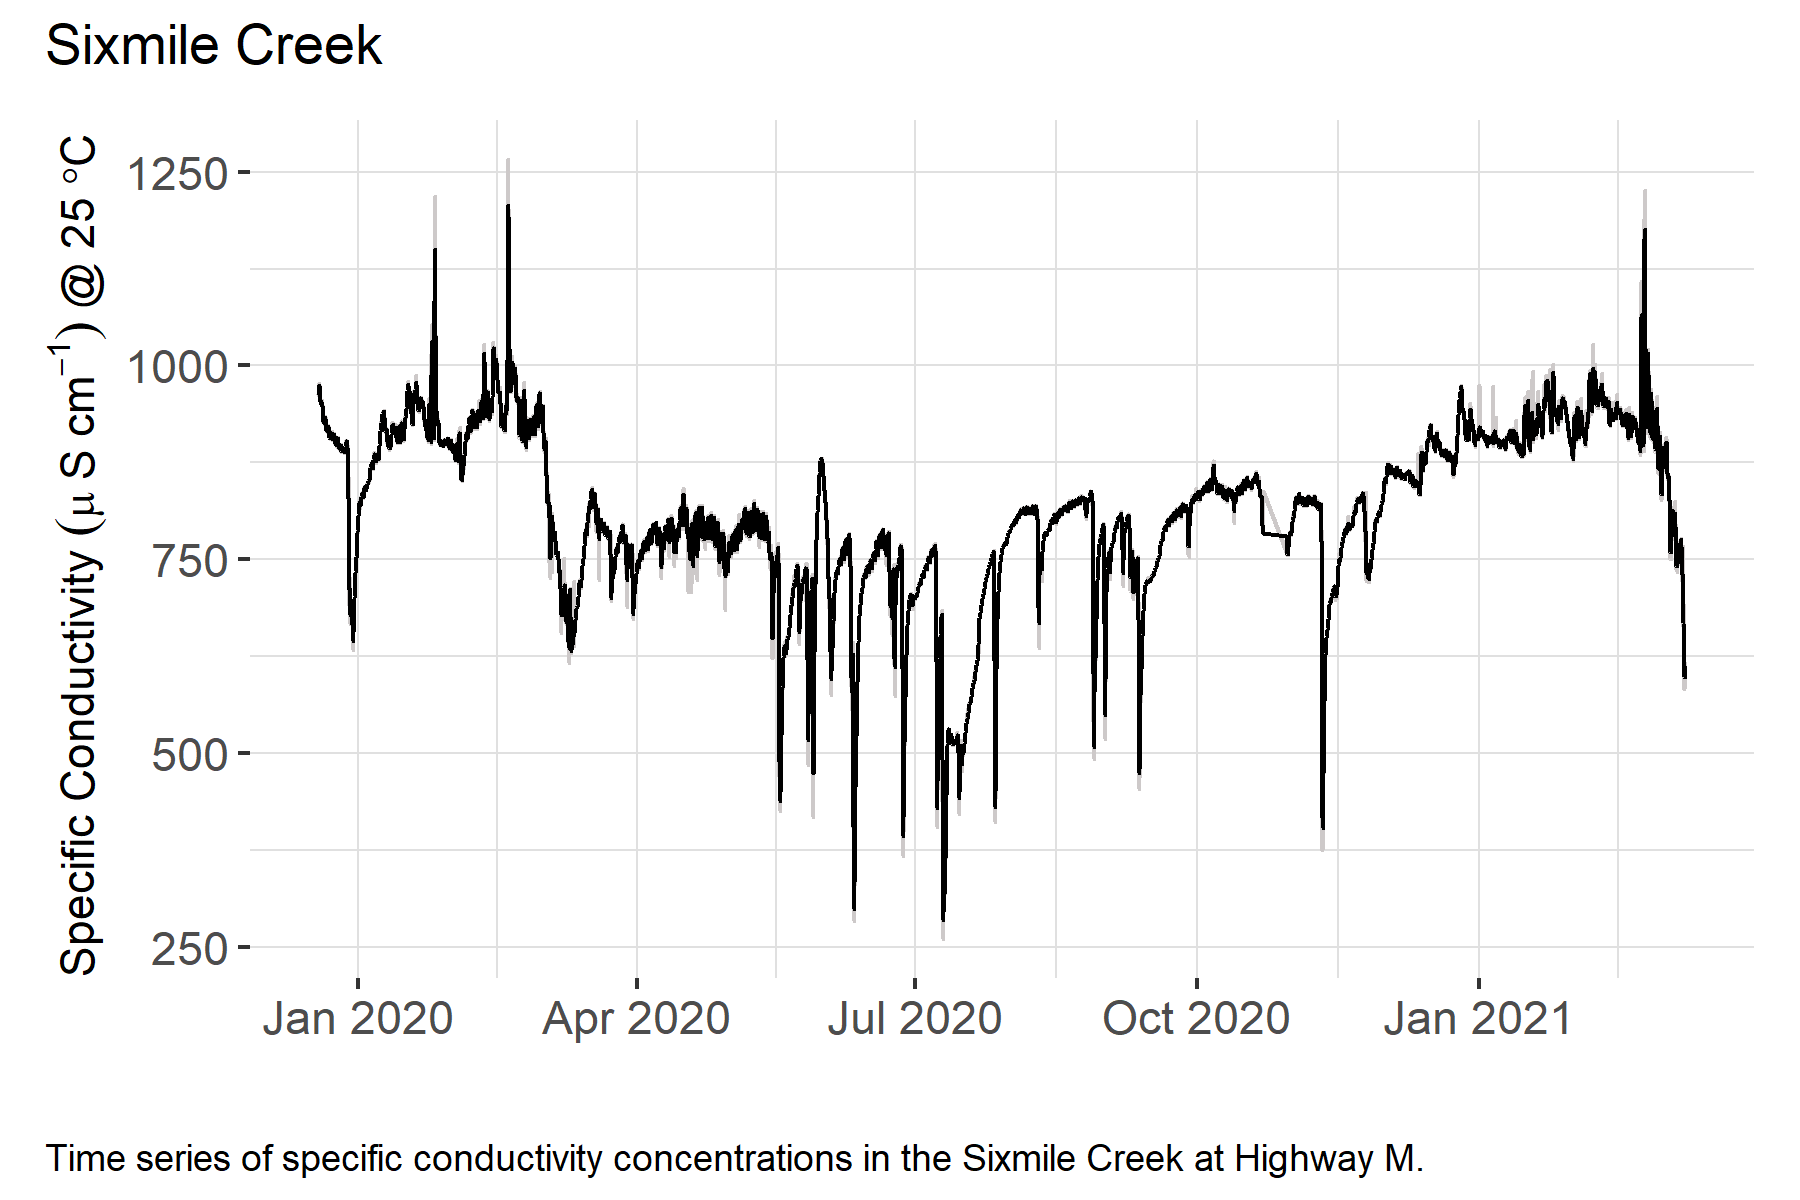 Sixmile Creek
Specific Conductivity (μ S cm⁻¹) @ 25 °C
1250
1000
750
500
250
Jan 2020 Apr 2020 Jul 2020 Oct 2020 Jan 2021
Time series of specific conductivity concentrations in the Sixmile Creek at Highway M.